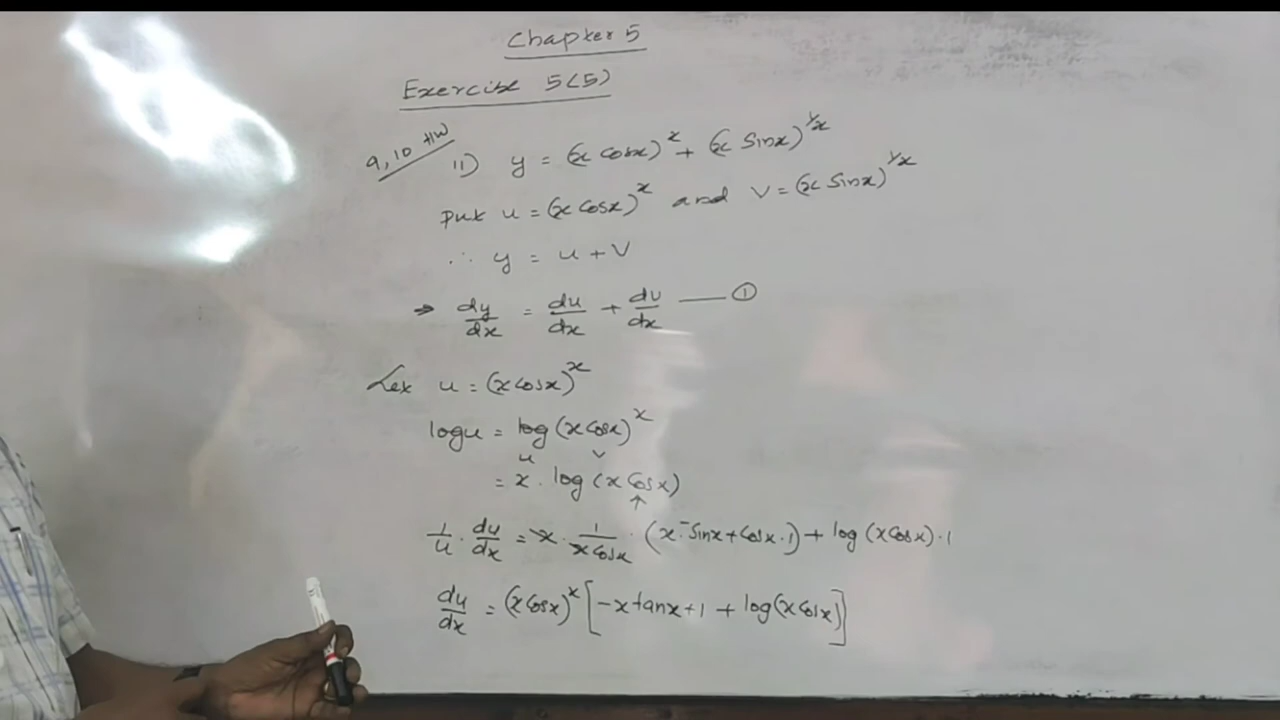 Chapter 5
Exercise 5(5)
9, 10 HW
11) y = (x cosx)^x + (x sinx)^1/x
put u = (x cosx)^x and v = (x sinx)^1/x
∴ y = u + v
⇒ dy/dx = du/dx + dv/dx —— ①
Let u = (x cosx)^x
log u = log (x cosx)^x
u v
= x . log (x cosx)
↑
1/u . du/dx = x . 1/(x cosx) . (x . -sinx + cosx . 1) + log (x cosx) . 1
du/dx = (x cosx)^x [-x tanx + 1 + log(x cosx)]